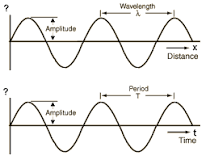 ?
Wavelength
λ
Amplitude
x
Distance
?
Period
T
Amplitude
t
Time